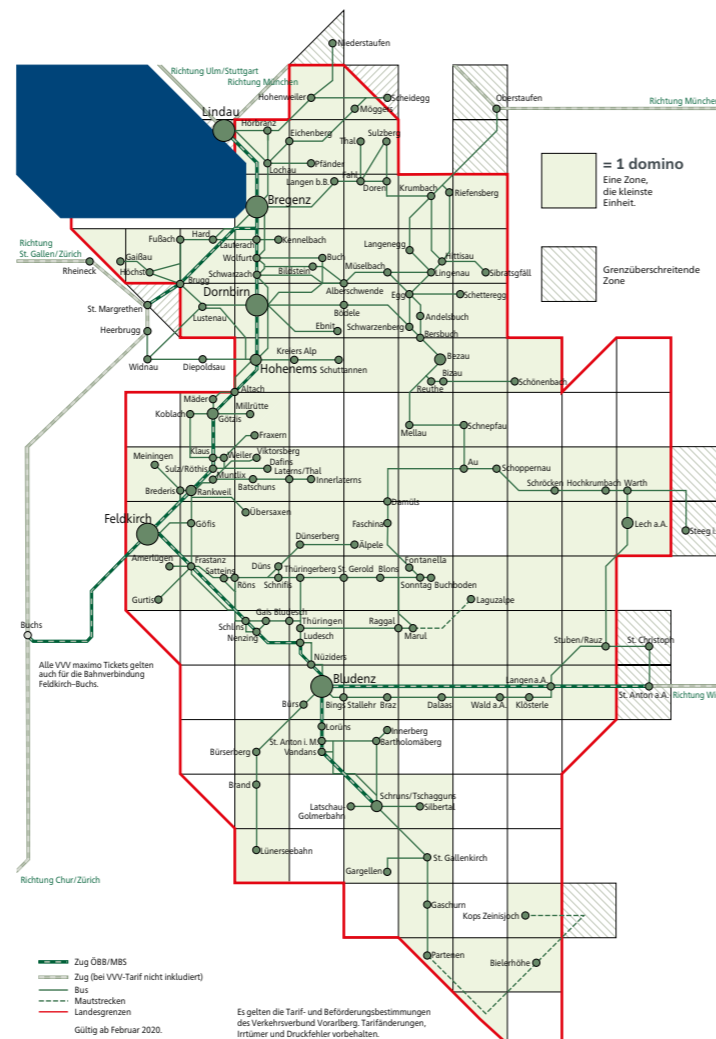 Niederstaufen
Richtung Ulm/Stuttgart
Richtung München
Hohenweiler
Scheidegg
Oberstaufen
Richtung München
Möggers
Lindau
Hörbranz
Eichenberg
Thal
Sulzberg
Lochau
Pfänder
Langen b.B.
Fahl
Doren
Krumbach
Riefensberg
Bregenz
= 1 domino
Eine Zone,
die kleinste
Einheit.
Grenzüberschreitende
Zone
Richtung
St. Gallen/Zürich
Rheineck
Gaißau
Höchst
Fußach
Hard
Lauterach
Kennelbach
Wolfurt
Buch
Langenegg
Hittisau
Schwarzach
Bildstein
Müselbach
Lingenau
Sibratsgfäll
Brugg
Alberschwende
Egg
Schetteregg
St. Margrethen
Dornbirn
Bödele
Andelsbuch
Lustenau
Ebnit
Schwarzenberg
Bersbuch
Heerbrugg
Widnau
Diepoldsau
Hohenems
Kreiers Alp
Schuttannen
Bezau
Bizau
Reuthe
Schönenbach
Altach
Mäder
Millrütte
Koblach
Götzis
Mellau
Schnepfau
Fraxern
Klaus
Weiler
Viktorsberg
Meiningen
Sulz/Röthis
Dafins
Muntlix
Laterns/Thal
Batschuns
Innerlaterns
Au
Schoppernau
Schröcken
Hochkrumbach
Warth
Brederis
Rankweil
Übersaxen
Damüls
Feldkirch
Göfis
Faschina
Lech a.A.
Steeg i.
Dünserberg
Älpele
Amerlügen
Frastanz
Satteins
Röns
Düns
Schnifis
Thüringerberg
St. Gerold
Blons
Fontanella
Sonntag
Buchboden
Gurtis
Laguzalpe
Buchs
Schlins
Nenzing
Gais
Bludesch
Thüringen
Ludesch
Raggal
Marul
Stuben/Rauz
St. Christoph
Nüziders
Alle VVV maximo Tickets gelten
auch für die Bahnverbindung
Feldkirch–Buchs.
Bludenz
Langen a.A.
St. Anton a.A.
Richtung Wi
Bürs
Bings
Stallehr
Braz
Dalaas
Wald a.A.
Klösterle
Lorüns
Innerberg
St. Anton i. M
Bartholomäberg
Bürserberg
Vandans
Brand
Schruns/Tschagguns
Latschau-
Golmerbahn
Silbertal
Lünerseebahn
St. Gallenkirch
Gargellen
Richtung Chur/Zürich
Gaschurn
Kops Zeinisjoch
Partenen
Bielerhöhe
Zug ÖBB/MBS
Zug (bei VVV-Tarif nicht inkludiert)
Bus
Mautstrecken
Landesgrenzen
Gültig ab Februar 2020.
Es gelten die Tarif- und Beförderungsbestimmungen
des Verkehrsverbund Vorarlberg. Tarifänderungen,
Irrtümer und Druckfehler vorbehalten.